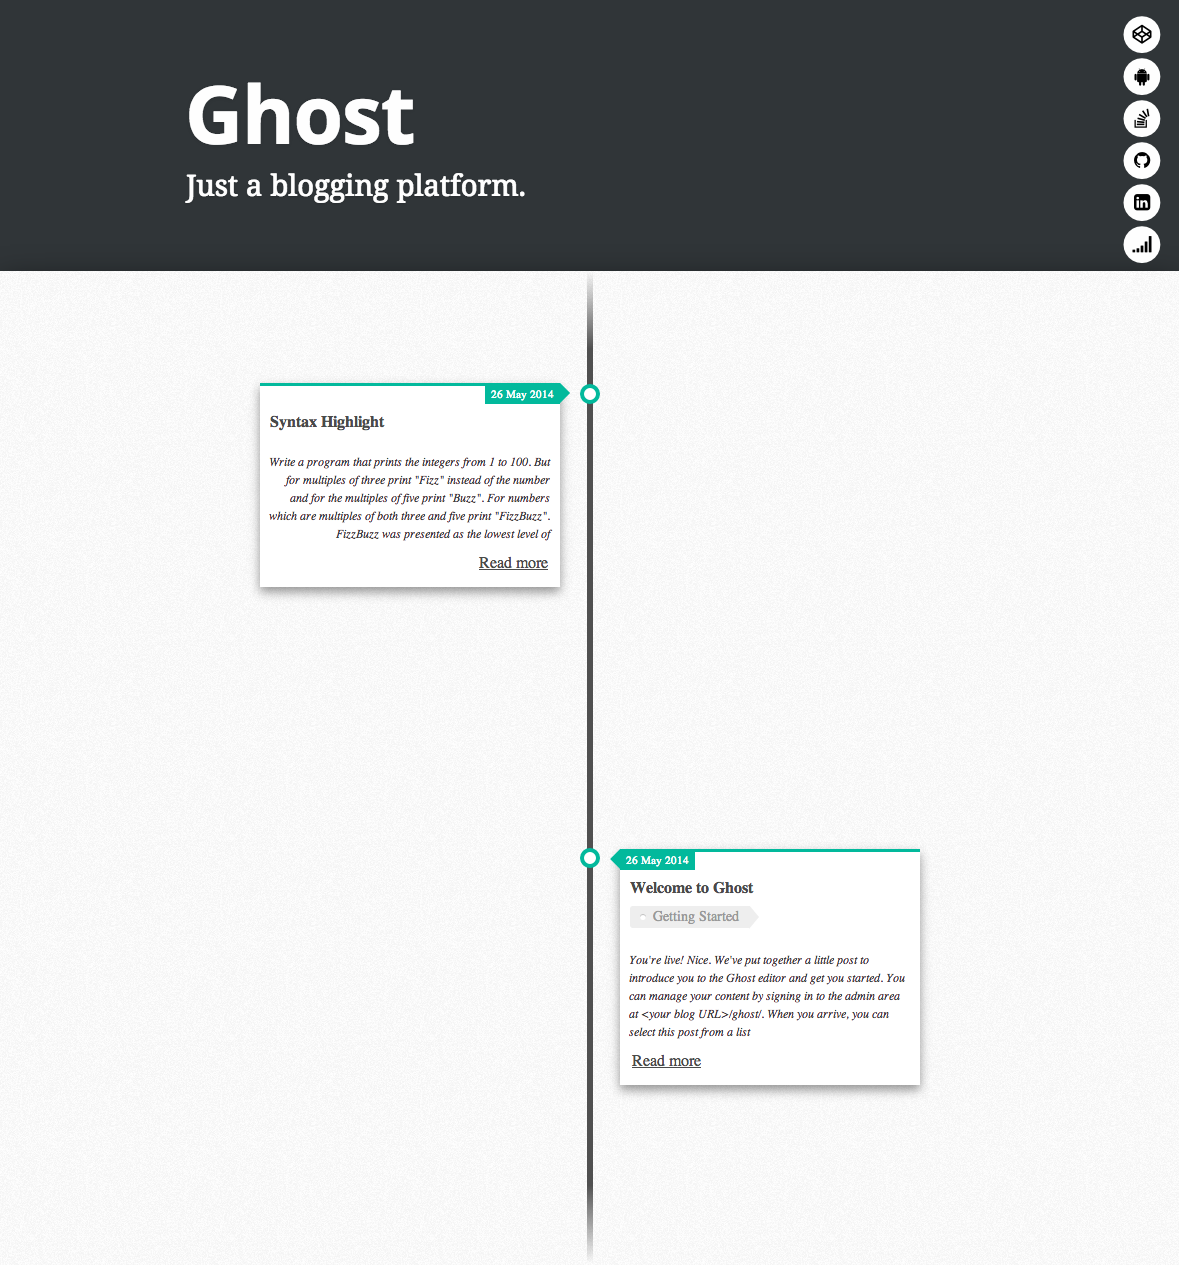 Ghost
Just a blogging platform.
26 May 2014
Syntax Highlight
Write a program that prints the integers from 1 to 100. But
for multiples of three print "Fizz" instead of the number
and for the multiples of five print "Buzz". For numbers
which are multiples of both three and five print "FizzBuzz".
FizzBuzz was presented as the lowest level of
Read more
26 May 2014
Welcome to Ghost
Getting Started
You're live! Nice. We've put together a little post to
introduce you to the Ghost editor and get you started. You
can manage your content by signing in to the admin area
at <your blog URL>/ghost/. When you arrive, you can
select this post from a list
Read more